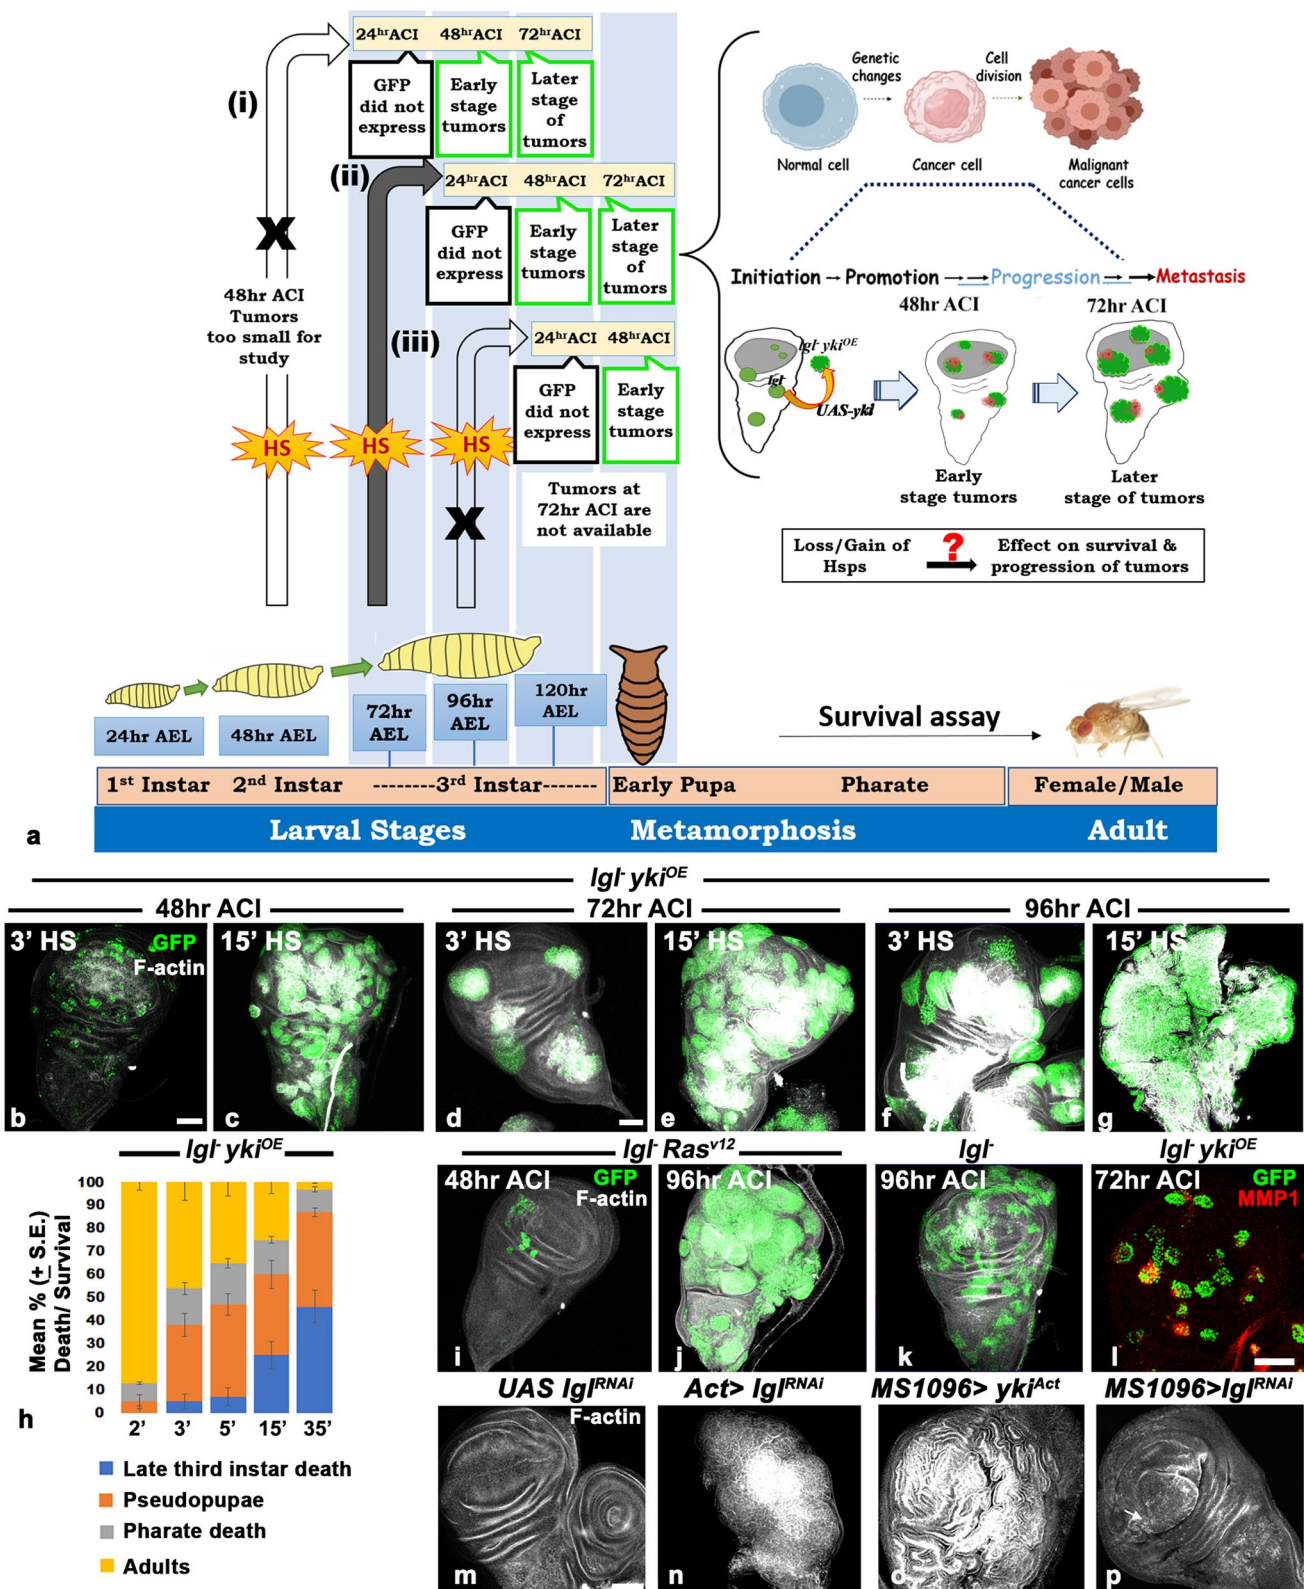 24hrACI 48hrACI 72hrACI
GFP
did not
express
Early
stage
tumors
Later
stage
of
tumors
(i)
Genetic
changes
Cell
division
Normal cell
Cancer cell
Malignant
cancer cells
(ii)
24hrACI 48hrACI 72hrACI
GFP
did not
express
Early
stage
tumors
Later
stage
of
tumors
X
48hr ACI
Tumors
too small for
study
Initiation Promotion Progression Metastasis
48hr ACI
72hr ACI
(iii)
24hrACI 48hrACI
GFP
did not
express
Early
stage
tumors
lgl- ykiOE
lgl-
UAS-yki
HS
HS
HS
Early
stage tumors
Later
stage of tumors
X
Tumors at
72hr ACI are
not available
Loss/Gain of
Hsps
?
Effect on survival &
progression of tumors
24hr AEL
48hr AEL
72hr
AEL
96hr
AEL
120hr
AEL
Survival assay
1st Instar 2nd Instar --------3rd Instar------- Early Pupa Pharate Female/Male
a
Larval Stages Metamorphosis Adult
lgl- ykiOE
48hr ACI
72hr ACI
96hr ACI
3’ HS
GFP
F-actin
15’ HS
3’ HS
15’ HS
3’ HS
15’ HS
b
c
d
e
f
g
lgl- ykiOE
lgl- Rasv12
lgl-
lgl- ykiOE
Mean % (+ S.E.)
Death/ Survival
100
90
80
70
60
50
40
30
20
10
0
2’ 3’ 5’ 15’ 35’
h
Late third instar death
Pseudopupae
Pharate death
Adults
48hr ACI
GFP
F-actin
96hr ACI
96hr ACI
72hr ACI
GFP
MMP1
i
j
k
l
UAS lglRNAi
Act> lglRNAi
MS1096> ykiAct
MS1096>lglRNAi
F-actin
m
n
o
p